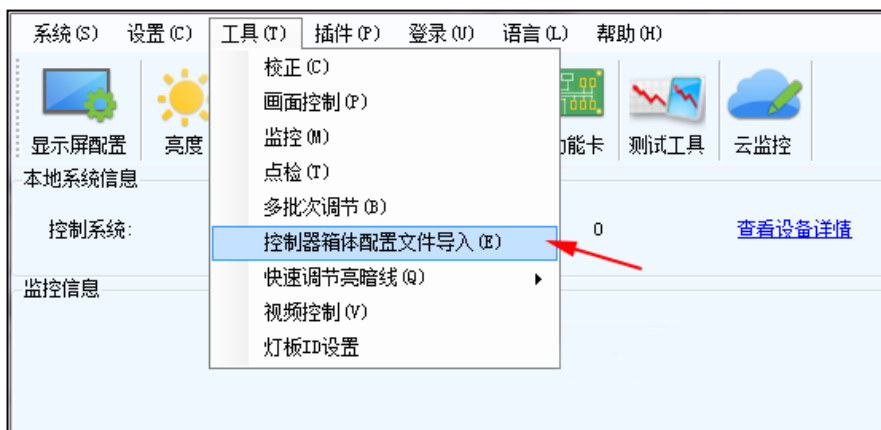 系统(S) 设置(C) 工具(T) 插件(P) 登录(U) 语言(L) 帮助(H)
校正(C)
画面控制(P)
监控(M)
点检(T)
多批次调节(B)
控制器箱体配置文件导入(E)
快速调节亮暗线(Q)
视频控制(V)
灯板ID设置
显示屏配置 亮度 能卡 测试工具 云监控
本地系统信息
控制系统: 0 查看设备详情
监控信息